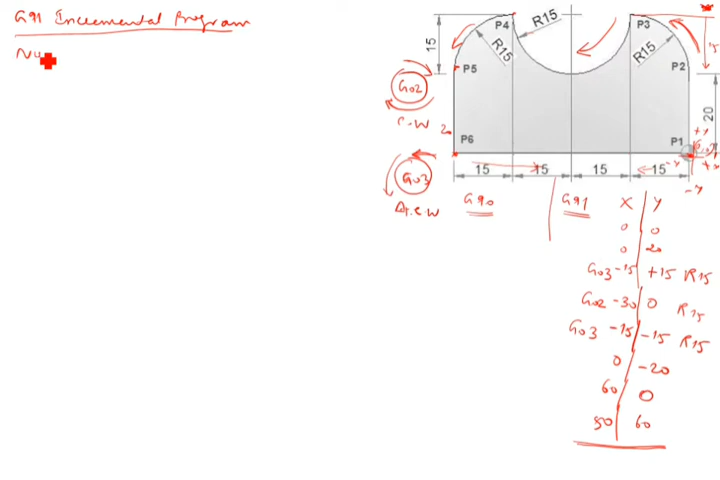 G91 Incremental Program
P4 R15 P3
15 R15 R15 15
P5 P2
G02
C.W
20
20
P6 P1
G03
15 15 15 15
A.C.W
G90 G91 X Y
0 0
0 20
G03 -15 +15 R15
G02 -30 0 R15
G03 -15 -15 R15
0 -20
60 0
50 60